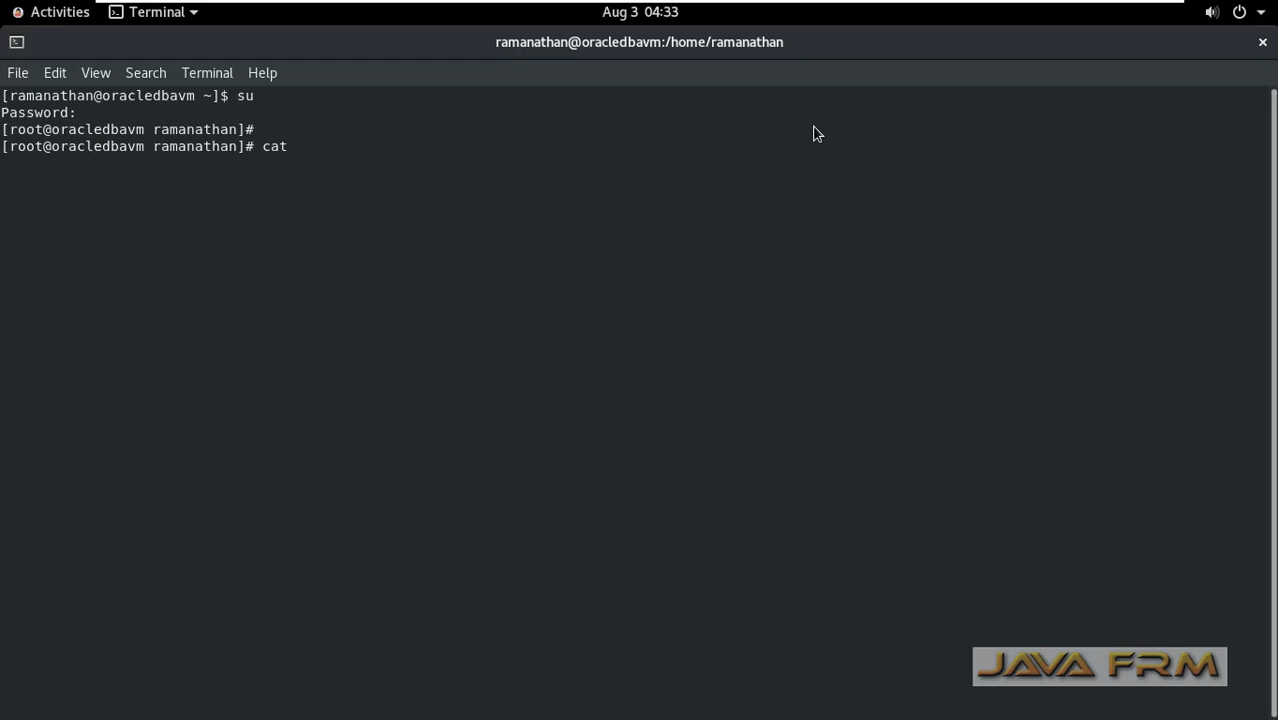 Activities Terminal Aug 3 04:33
ramanathan@oracledbavm:/home/ramanathan
File Edit View Search Terminal Help
[ramanathan@oracledbavm ~]$ su
Password:
[root@oracledbavm ramanathan]#
[root@oracledbavm ramanathan]# cat
JAVA FRM